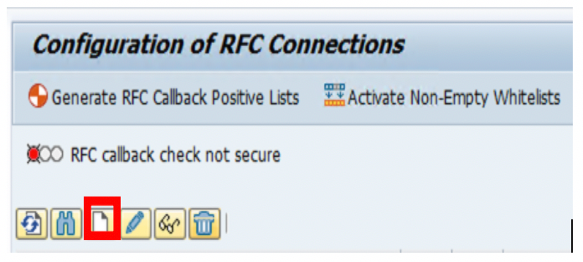 Configuration of RFC Connections
Generate RFC Callback Positive Lists Activate Non-Empty Whitelists
RFC callback check not secure